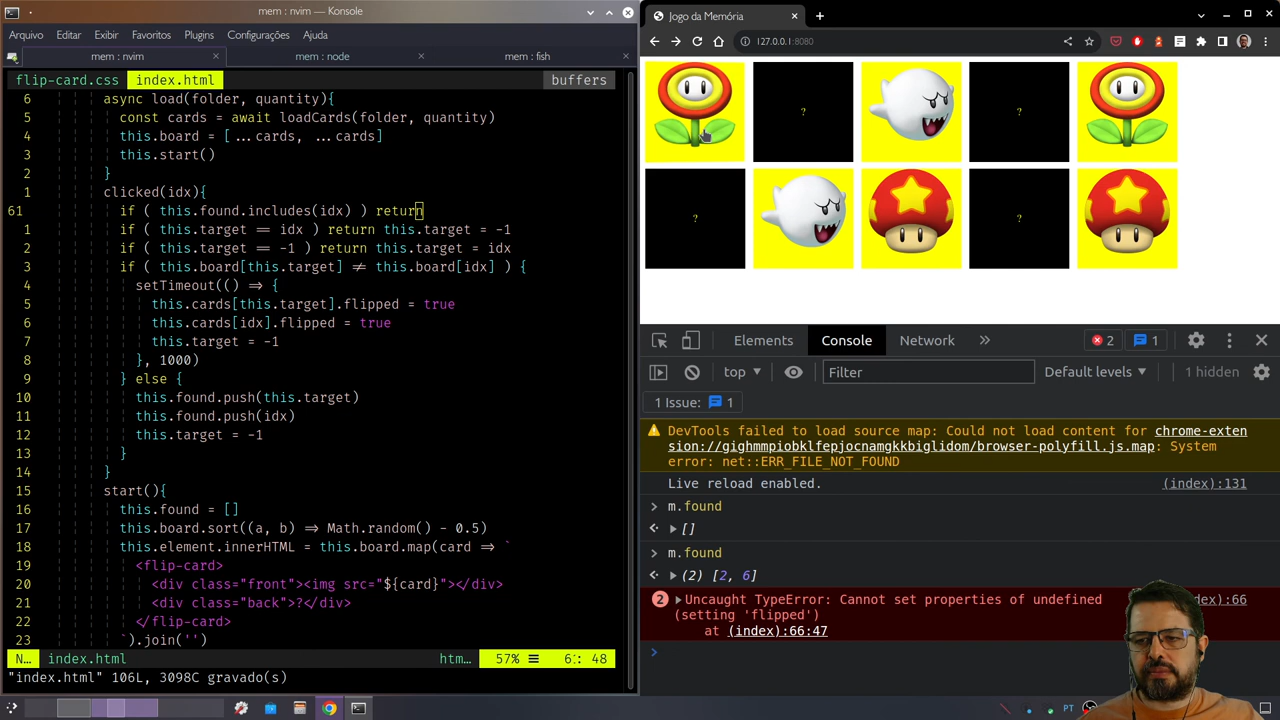 mem : nvim — Konsole
Arquivo Editar Exibir Favoritos Plugins Configurações Ajuda
mem : nvim mem : node mem : fish
flip-card.css index.html buffers
6 async load(folder, quantity){
5 const cards = await loadCards(folder, quantity)
4 this.board = [ ...cards, ...cards]
3 this.start()
2 }
1 clicked(idx){
61 if ( this.found.includes(idx) ) return
1 if ( this.target == idx ) return this.target = -1
2 if ( this.target == -1 ) return this.target = idx
3 if ( this.board[this.target] ≠ this.board[idx] ) {
4 setTimeout(() ⇒ {
5 this.cards[this.target].flipped = true
6 this.cards[idx].flipped = true
7 this.target = -1
8 }, 1000)
9 } else {
10 this.found.push(this.target)
11 this.found.push(idx)
12 this.target = -1
13 }
14 }
15 start(){
16 this.found = []
17 this.board.sort((a, b) ⇒ Math.random() - 0.5)
18 this.element.innerHTML = this.board.map(card ⇒ `
19 <flip-card>
20 <div class="front"><img src="${card}"></div>
21 <div class="back">?</div>
22 </flip-card>
23 `).join('')
N… index.html htm… 57% ☰ 61: 48
"index.html" 106L, 3098C gravado(s)
Jogo da Memória
127.0.0.1:8080
? ?
? ?
Elements Console Network » 2 1
top Filter Default levels 1 hidden
1 Issue: 1
DevTools failed to load source map: Could not load content for chrome-exten
sion://gighmmpiobklfepjocnamgkkbiglidom/browser-polyfill.js.map: System
error: net::ERR_FILE_NOT_FOUND
Live reload enabled. (index):131
m.found
[]
m.found
(2) [2, 6]
2 Uncaught TypeError: Cannot set properties of undefined (index):66
(setting 'flipped')
at (index):66:47
PT